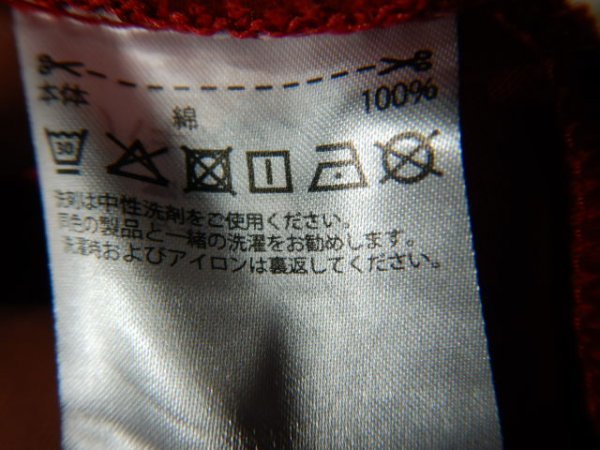 本体
綿 100%
30
洗剤は中性洗剤をご使用ください。
同色の製品と一緒の洗濯をお勧めします。
洗濯時およびアイロンは裏返してください。